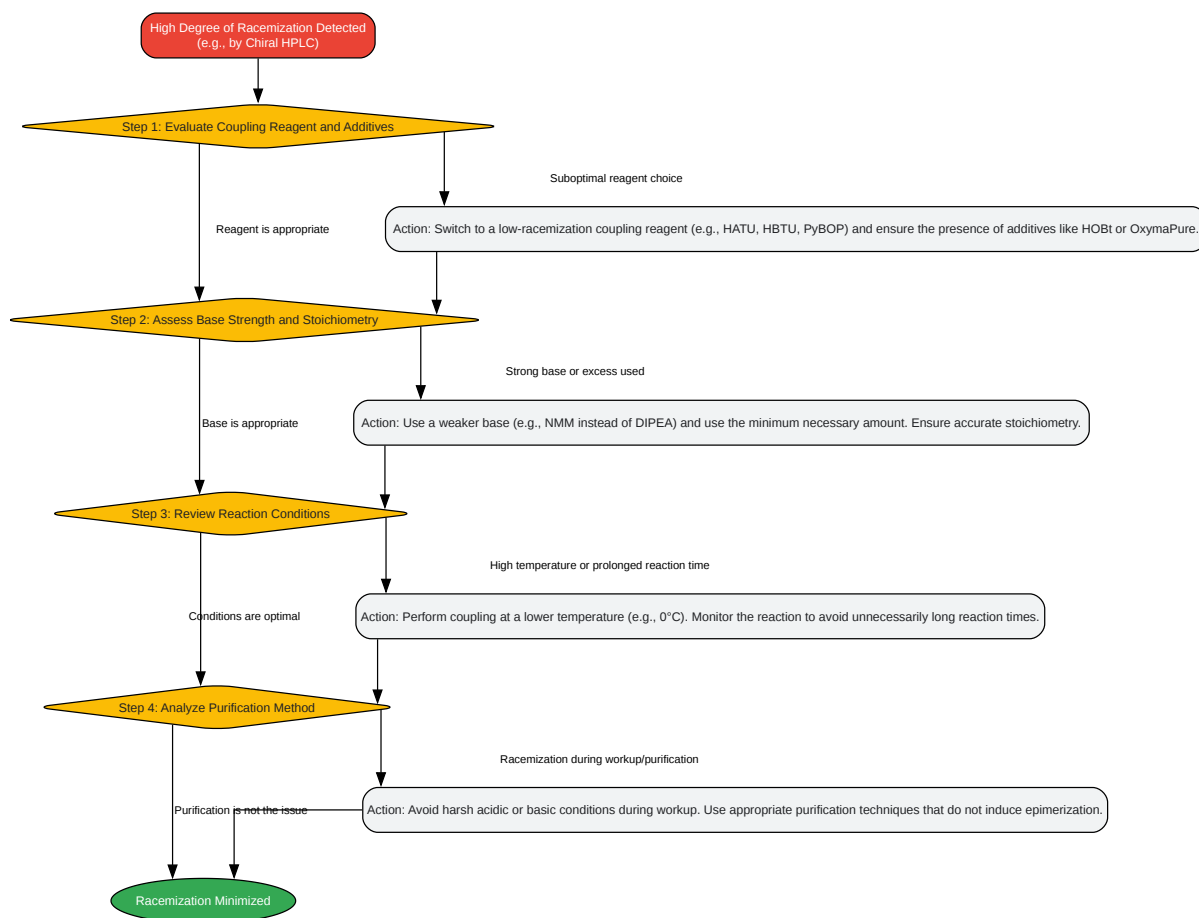 High Degree of Racemization Detected
(e.g., by Chiral HPLC)
Step 1: Evaluate Coupling Reagent and Additives
Suboptimal reagent choice
Reagent is appropriate
Action: Switch to a low-racemization coupling reagent (e.g., HATU, HBTU, PyBOP) and ensure the presence of additives like HOBt or OxymaPure.
Step 2: Assess Base Strength and Stoichiometry
Strong base or excess used
Base is appropriate
Action: Use a weaker base (e.g., NMM instead of DIPEA) and use the minimum necessary amount. Ensure accurate stoichiometry.
Step 3: Review Reaction Conditions
High temperature or prolonged reaction time
Conditions are optimal
Action: Perform coupling at a lower temperature (e.g., 0°C). Monitor the reaction to avoid unnecessarily long reaction times.
Step 4: Analyze Purification Method
Racemization during workup/purification
Purification is not the issue
Action: Avoid harsh acidic or basic conditions during workup. Use appropriate purification techniques that do not induce epimerization.
Racemization Minimized